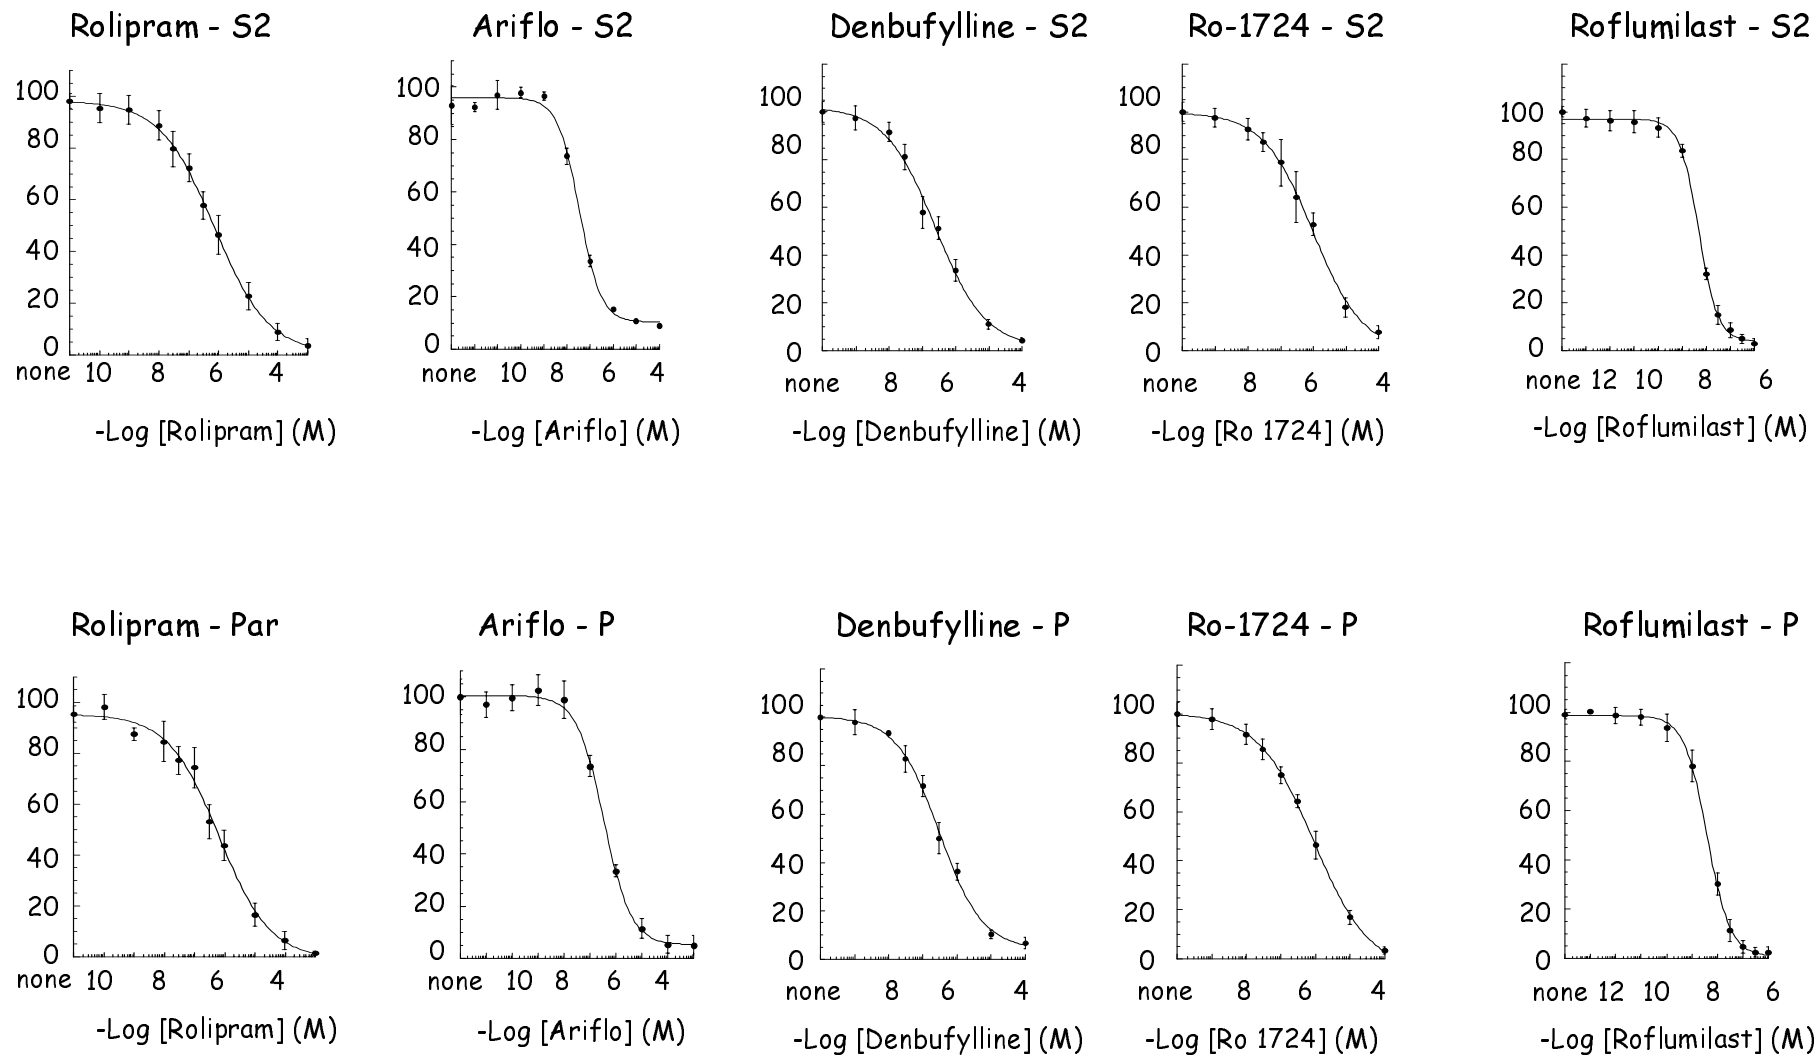 Rolipram - S2
100
80
60
40
20
0
none 10 8 6 4
-Log [Rolipram] (M)
Ariflo - S2
100
80
60
40
20
0
10 8 6 4
-Log [Ariflo] (M)
Denbufylline - S2
100
80
60
40
20
0
none 8 6 4
-Log [Denbufylline] (M)
Ro-1724 - S2
100
80
60
40
20
0
none 8 6 4
-Log [Ro 1724] (M)
Roflumilast - S2
100
80
60
40
20
0
none 12 10 8 6
-Log [Roflumilast] (M)
Rolipram - Par
100
80
60
40
20
0
none 10 8 6 4
-Log [Rolipram] (M)
Ariflo - P
100
80
60
40
20
0
none 10 8 6 4
-Log [Ariflo] (M)
Denbufylline - P
100
80
60
40
20
0
none 8 6 4
-Log [Denbufylline] (M)
Ro-1724 - P
100
80
60
40
20
0
8 6 4
-Log [Ro 1724] (M)
Roflumilast - P
100
80
60
40
20
0
none 12 10 8 6
-Log [Roflumilast] (M)